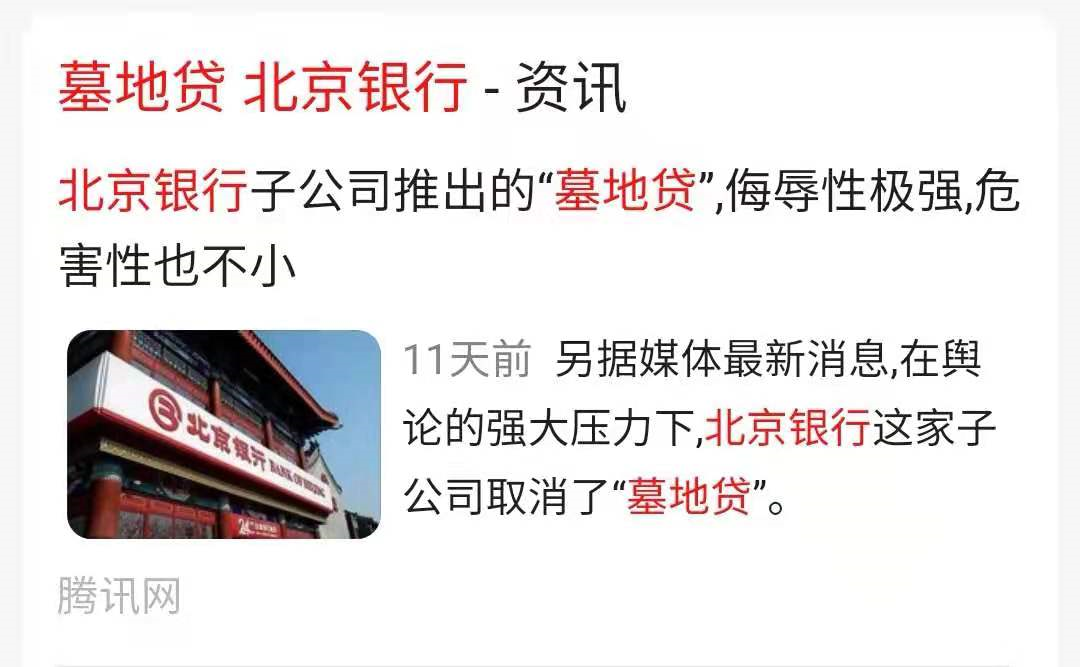 墓地贷 北京银行 - 资讯
北京银行子公司推出的“墓地贷”,侮辱性极强,危
害性也不小
北京银行 BANK OF BEIJING
24
11天前 另据媒体最新消息,在舆
论的强大压力下,北京银行这家子
公司取消了“墓地贷”。
腾讯网